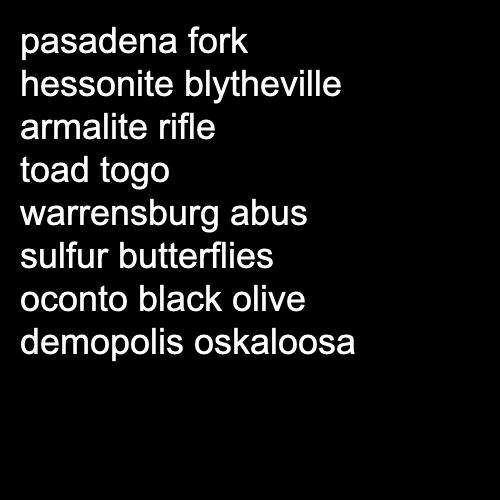 pasadena fork
hessonite blytheville
armalite rifle
toad togo
warrensburg abus
sulfur butterflies
oconto black olive
demopolis oskaloosa